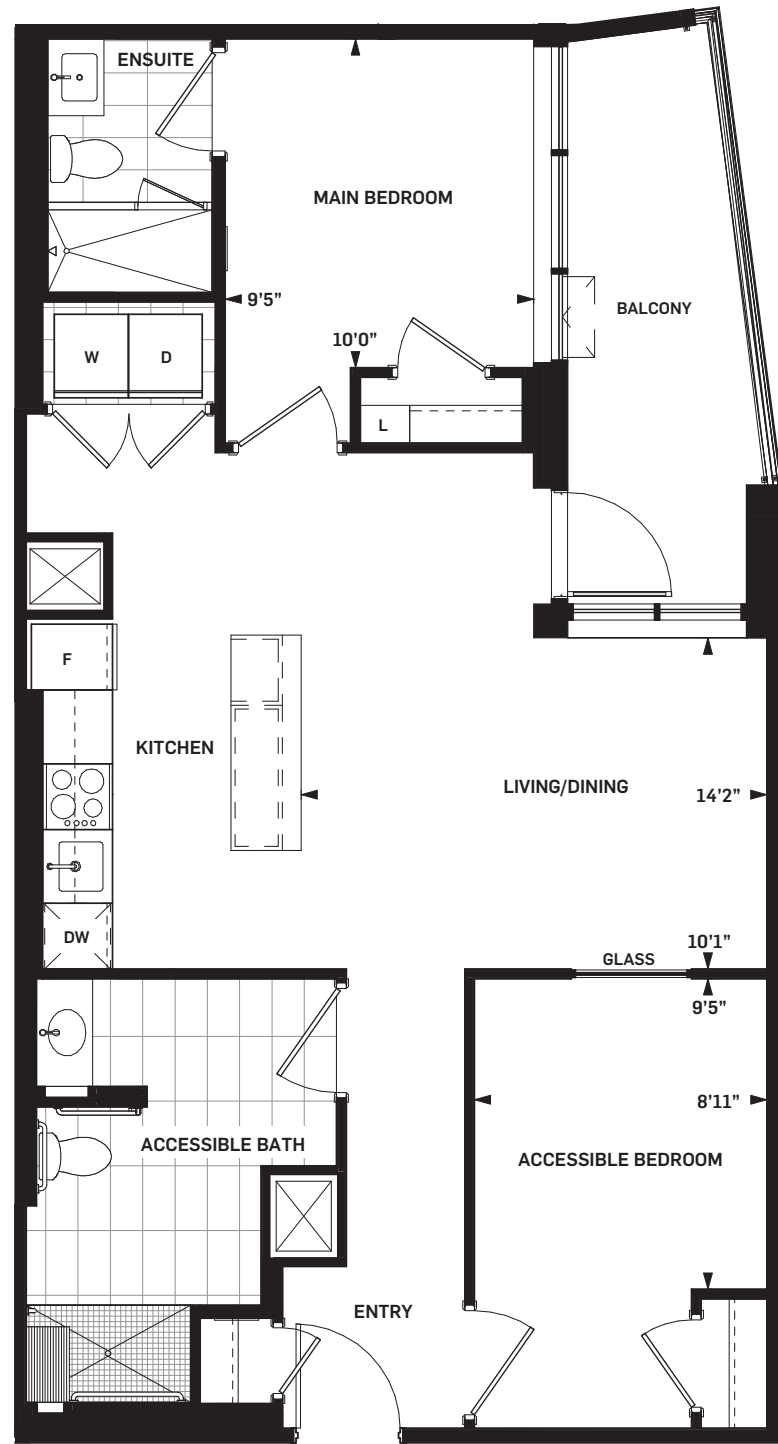 ENSUITE
MAIN BEDROOM
9’5”
BALCONY
10’0”
W
D
L
F
KITCHEN
LIVING/DINING
14’2”
DW
10’1”
GLASS
9’5”
8’11”
ACCESSIBLE BATH
ACCESSIBLE BEDROOM
ENTRY